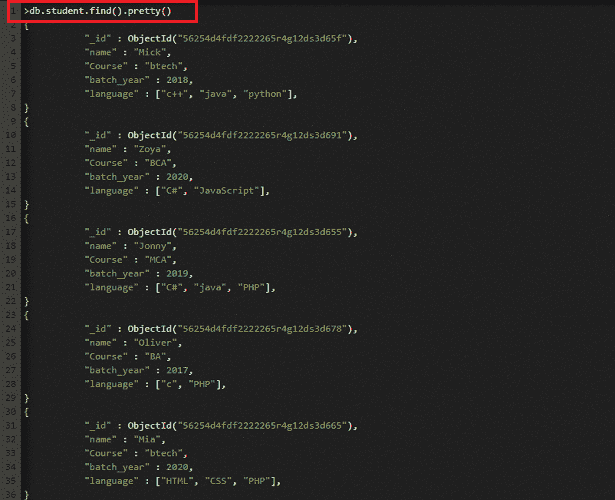 1 >db.student.find().pretty()
2 {
3 "_id" : ObjectId("56254d4fdf2222265r4g12ds3d65f"),
4 "name" : "Mick",
5 "Course" : "btech",
6 "batch_year" : 2018,
7 "language" : ["c++", "java", "python"],
8 }
9 {
10 "_id" : ObjectId("56254d4fdf2222265r4g12ds3d691"),
11 "name" : "Zoya",
12 "Course" : "BCA",
13 "batch_year" : 2020,
14 "language" : ["C#", "JavaScript"],
15 }
16 {
17 "_id" : ObjectId("56254d4fdf2222265r4g12ds3d655"),
18 "name" : "Jonny",
19 "Course" : "MCA",
20 "batch_year" : 2019,
21 "language" : ["C#", "java", "PHP"],
22 }
23 {
24 "_id" : ObjectId("56254d4fdf2222265r4g12ds3d678"),
25 "name" : "Oliver",
26 "Course" : "BA",
27 "batch_year" : 2017,
28 "language" : ["c", "PHP"],
29 }
30 {
31 "_id" : ObjectId("56254d4fdf2222265r4g12ds3d665"),
32 "name" : "Mia",
33 "Course" : "btech",
34 "batch_year" : 2020,
35 "language" : ["HTML", "CSS", "PHP"],
36 }